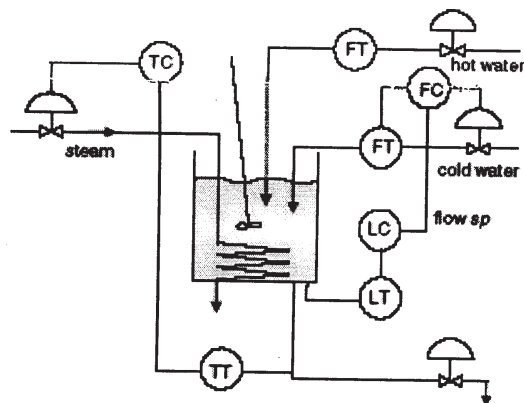 TC
FT
hot water
FC
steam
FT
cold water
LC
flow sp
LT
TT